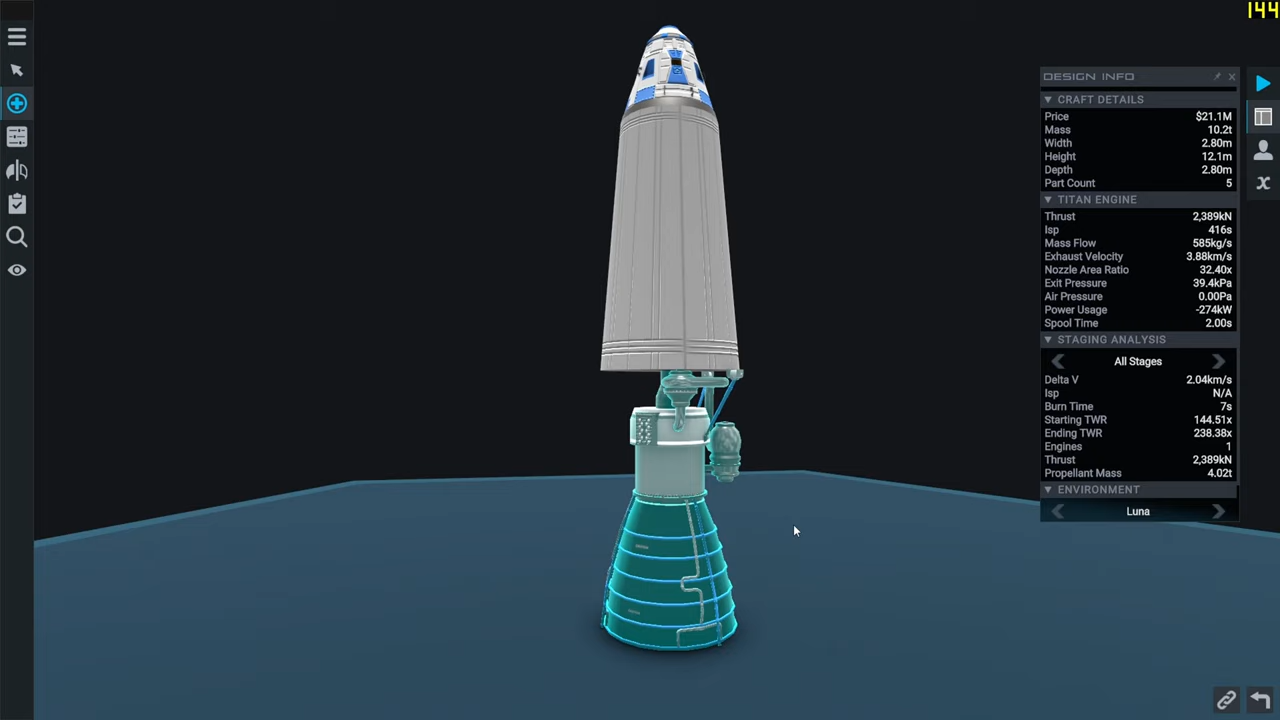 144
DESIGN INFO
CRAFT DETAILS
Price $21.1M
Mass 10.2t
Width 2.80m
Height 12.1m
Depth 2.80m
Part Count 5
TITAN ENGINE
Thrust 2,389kN
Isp 416s
Mass Flow 585kg/s
Exhaust Velocity 3.88km/s
Nozzle Area Ratio 32.40x
Exit Pressure 39.4kPa
Air Pressure 0.00Pa
Power Usage -274kW
Spool Time 2.00s
STAGING ANALYSIS
All Stages
Delta V 2.04km/s
Isp N/A
Burn Time 7s
Starting TWR 144.51x
Ending TWR 238.38x
Engines 1
Thrust 2,389kN
Propellant Mass 4.02t
ENVIRONMENT
Luna